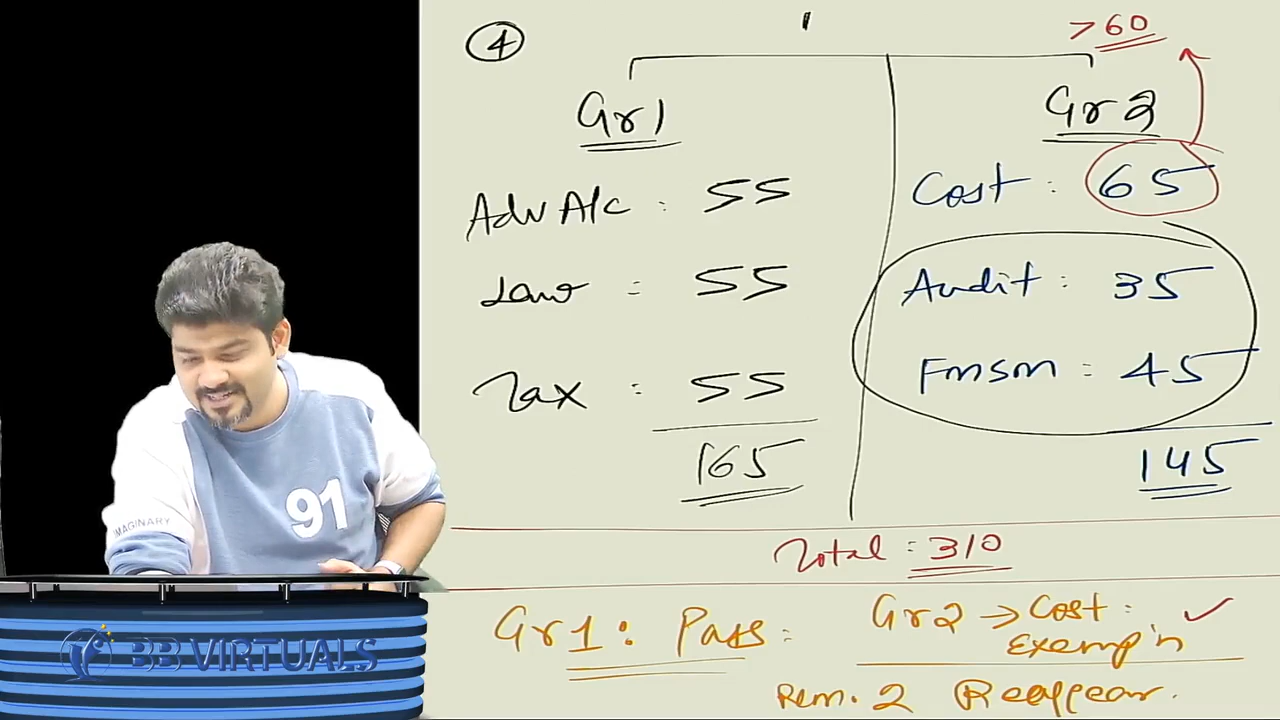 4
>60
Gr1
Gr2
Adv A/c : 55
Cost : 65
Law = 55
Audit : 35
Tax : 55
FmSm : 45
165
145
Total : 310
Gr1 : Pass :
Gr2 → Cost : ✓
Exemp'n
Rem. 2 Reappear.
91
IMAGINARY
BB VIRTUALS